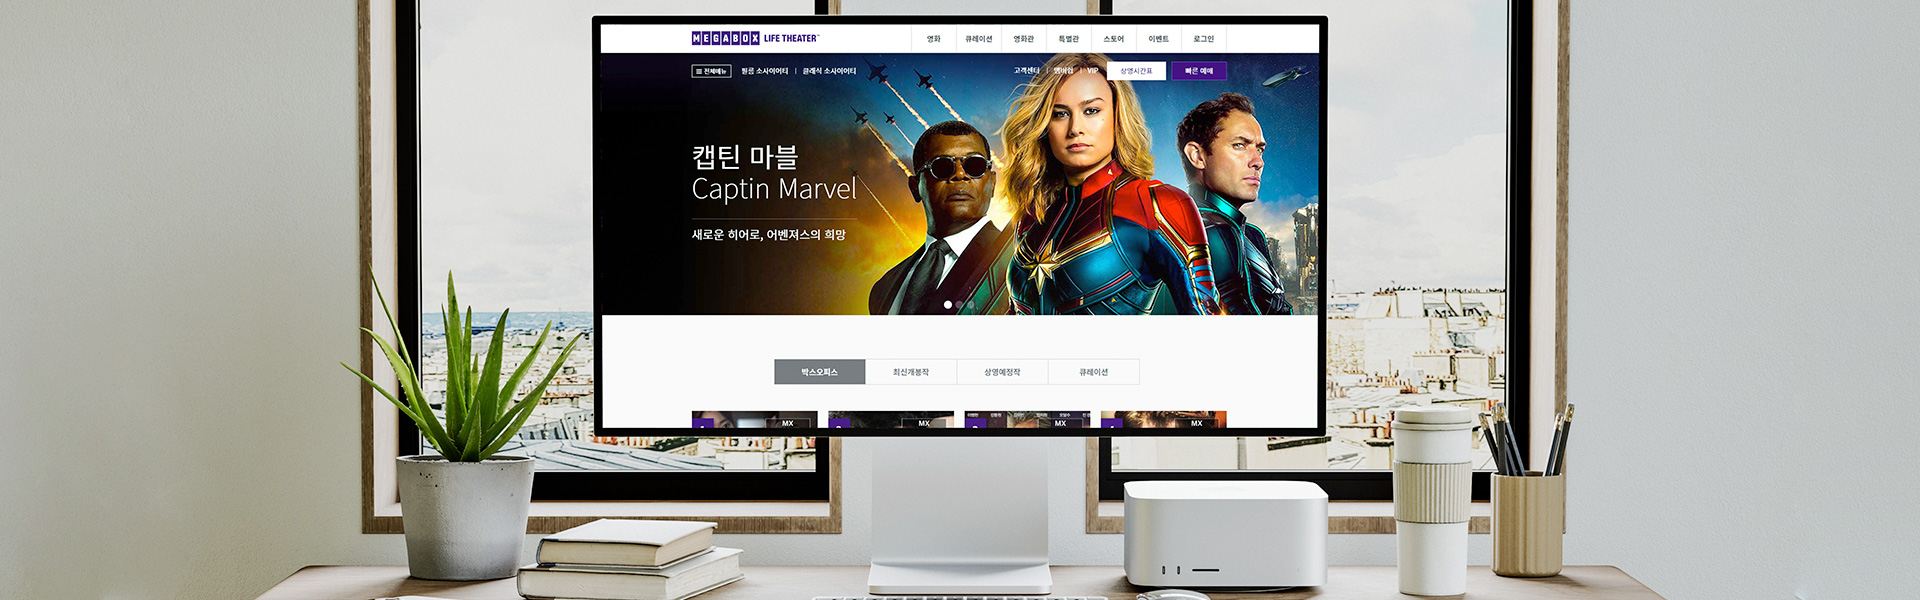 MEGABOX LIFE THEATER™
영화 큐레이션 영화관 특별관 스토어 이벤트 로그인
전체메뉴 필름 소사이어티 | 클래식 소사이어티 고객센터 | 멤버쉽 | VIP 상영시간표 빠른 예매
캡틴 마블
Captin Marvel
새로운 히어로, 어벤져스의 희망
박스오피스 최신개봉작 상영예정작 큐레이션
MX MX MX MX